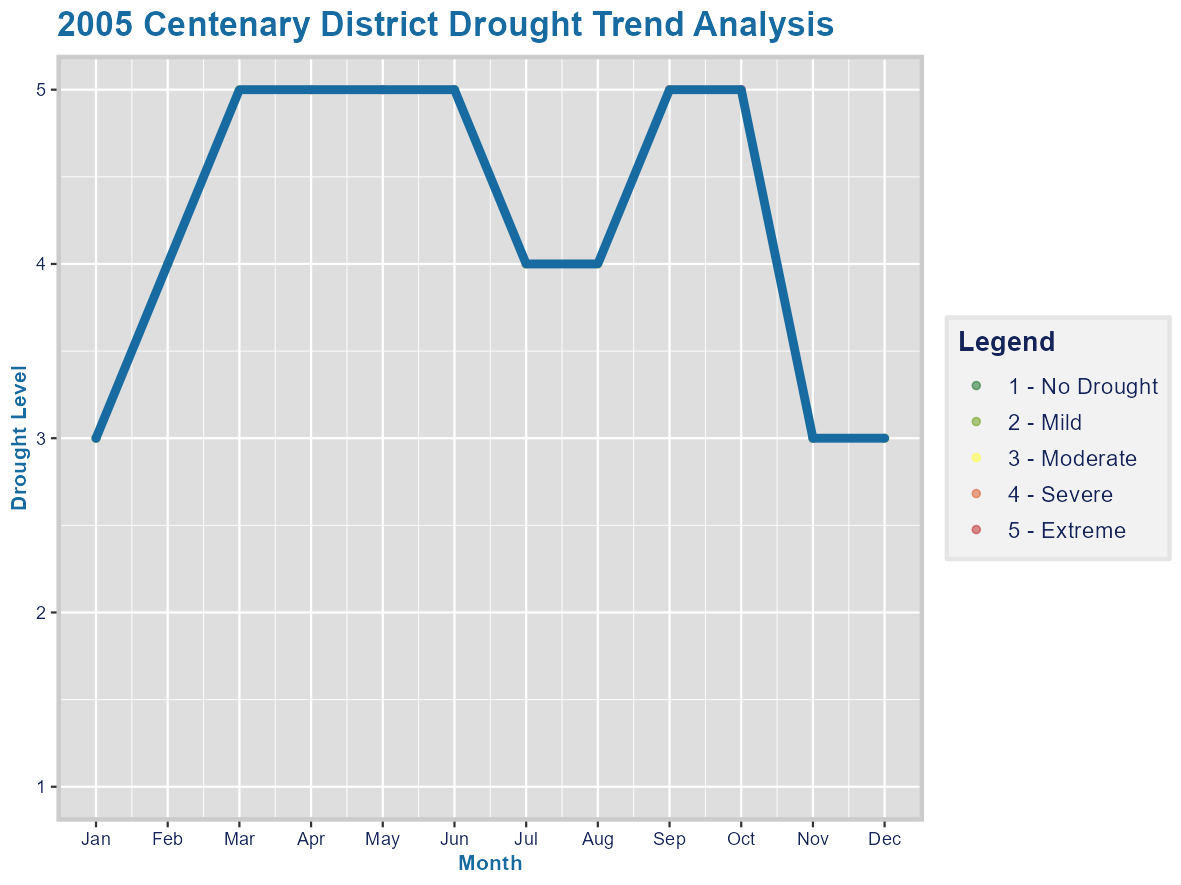 2005 Centenary District Drought Trend Analysis
5
4
3
2
1
Drought Level
Jan Feb Mar Apr May Jun Jul Aug Sep Oct Nov Dec
Month
Legend
1 - No Drought
2 - Mild
3 - Moderate
4 - Severe
5 - Extreme